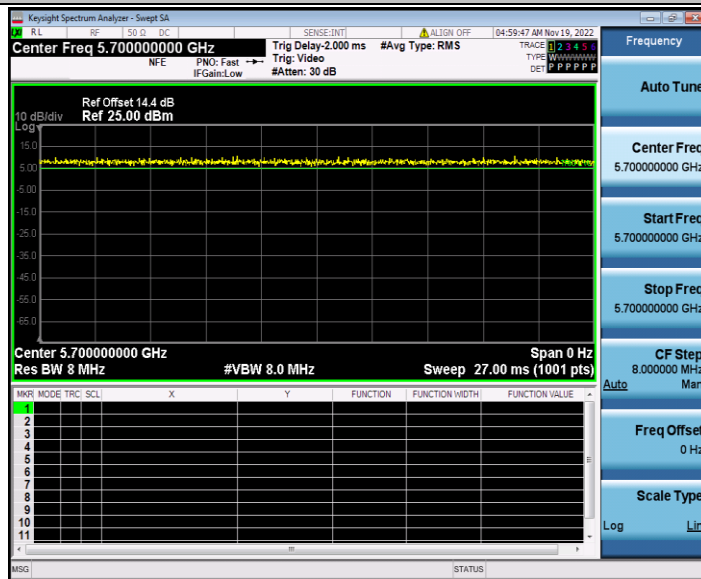 Keysight Spectrum Analyzer - Swept SA
RL RF 50 Ω DC SENSE:INT ALIGN OFF 04:59:47 AM Nov 19, 2022
Center Freq 5.700000000 GHz
NFE PNO: Fast IFGain:Low
Trig Delay-2.000 ms #Avg Type: RMS
Trig: Video
#Atten: 30 dB
TRACE 1 2 3 4 5 6
TYPE WWWWWW
DET P P P P P P
Ref Offset 14.4 dB
10 dB/div Ref 25.00 dBm
Log
15.0
5.00
-5.00
-15.0
-25.0
-35.0
-45.0
-55.0
-65.0
Center 5.700000000 GHz Span 0 Hz
Res BW 8 MHz #VBW 8.0 MHz Sweep 27.00 ms (1001 pts)
MKR MODE TRC SCL X Y FUNCTION FUNCTION WIDTH FUNCTION VALUE
1
2
3
4
5
6
7
8
9
10
11
MSG STATUS
Frequency
Auto Tune
Center Freq
5.700000000 GHz
Start Freq
5.700000000 GHz
Stop Freq
5.700000000 GHz
CF Step
8.000000 MHz
Auto Man
Freq Offset
0 Hz
Scale Type
Log Lin